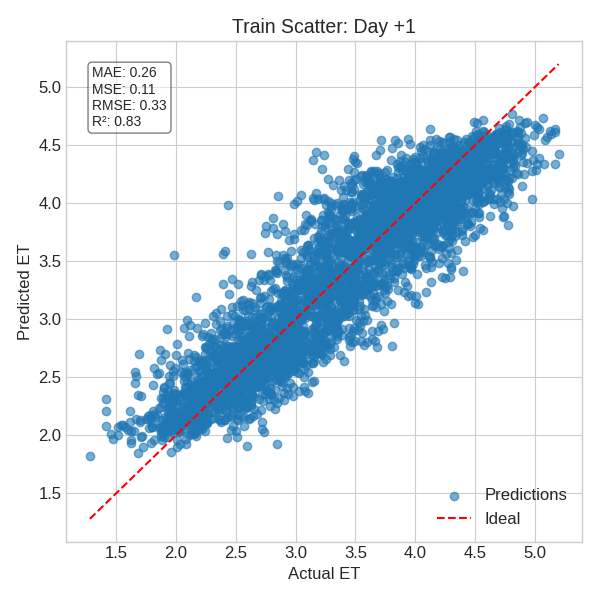 Train Scatter: Day +1
MAE: 0.26
MSE: 0.11
RMSE: 0.33
R²: 0.83
Predicted ET
5.0
4.5
4.0
3.5
3.0
2.5
2.0
1.5
Predictions
Ideal
1.5 2.0 2.5 3.0 3.5 4.0 4.5 5.0
Actual ET